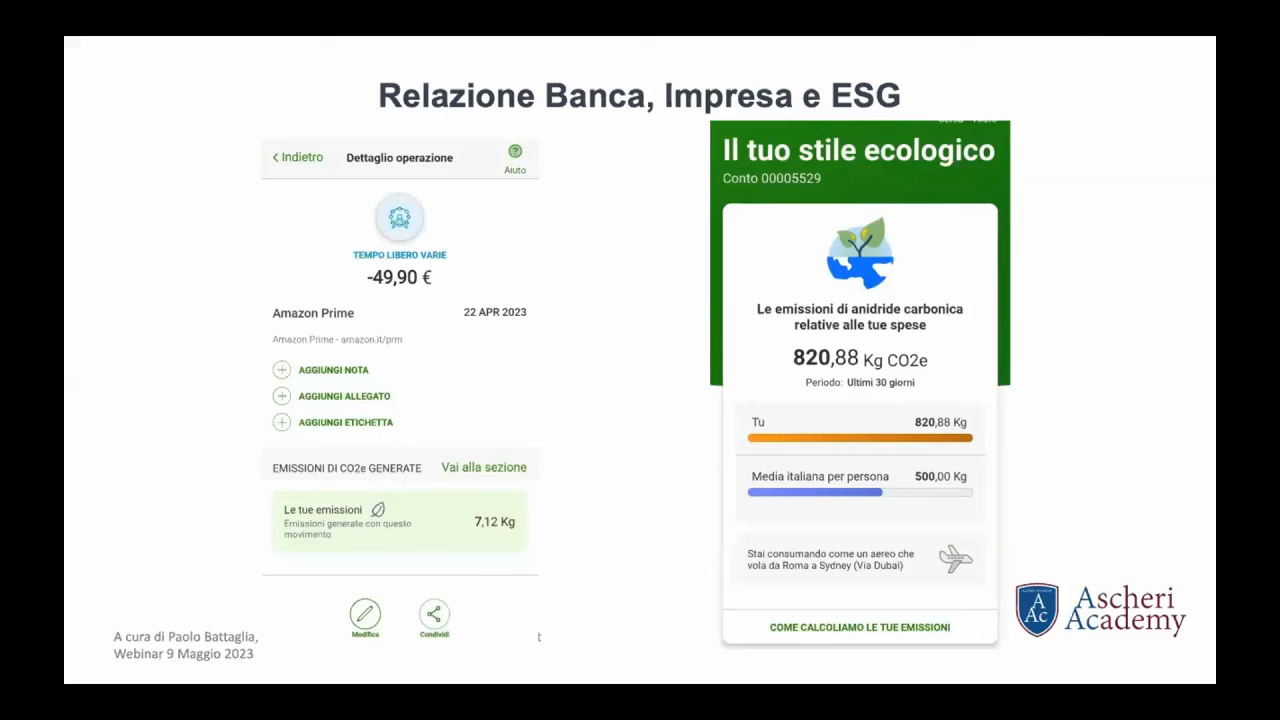 Relazione Banca, Impresa e ESG
Indietro
Dettaglio operazione
Aiuto
TEMPO LIBERO VARIE
-49,90 €
Amazon Prime
22 APR 2023
Amazon Prime - amazon.it/prm
AGGIUNGI NOTA
AGGIUNGI ALLEGATO
AGGIUNGI ETICHETTA
EMISSIONI DI CO2e GENERATE
Vai alla sezione
Le tue emissioni
Emissioni generate con questo
movimento
7,12 Kg
Modifica
Condividi
A cura di Paolo Battaglia,
t
Webinar 9 Maggio 2023
Il tuo stile ecologico
Conto 00005529
Le emissioni di anidride carbonica
relative alle tue spese
820,88 Kg CO2e
Periodo: Ultimi 30 giorni
Tu
820,88 Kg
Media italiana per persona
500,00 Kg
Stai consumando come un aereo che
vola da Roma a Sydney (Via Dubai)
COME CALCOLIAMO LE TUE EMISSIONI
A
Ac
Ascheri
Academy